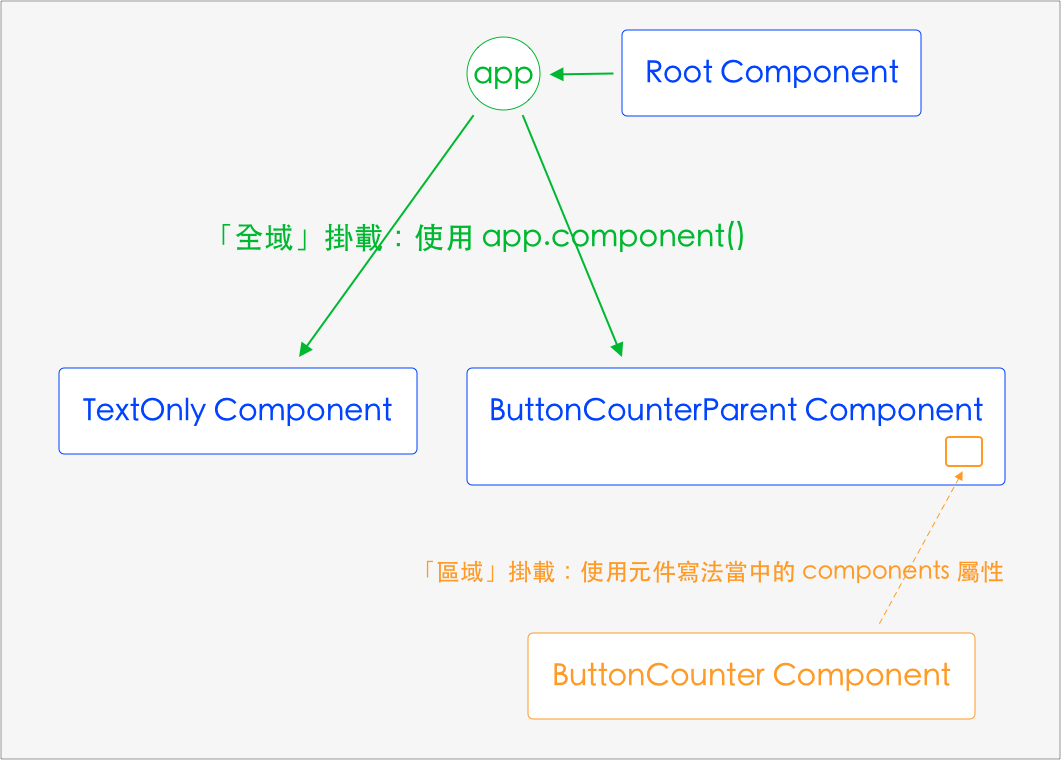 app
Root Component
「全域」掛載：使用 app.component()
TextOnly Component
ButtonCounterParent Component
「區域」掛載：使用元件寫法當中的 components 屬性
ButtonCounter Component